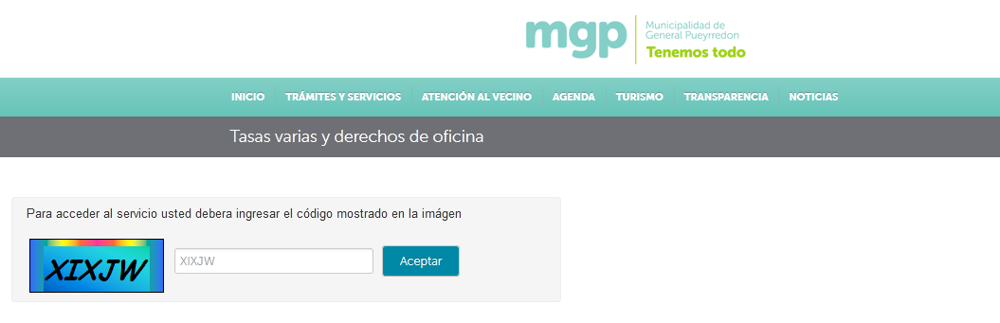 mgp
Municipalidad de
General Pueyrredon
Tenemos todo
INICIO TRÁMITES Y SERVICIOS ATENCIÓN AL VECINO AGENDA TURISMO TRANSPARENCIA NOTICIAS
Tasas varias y derechos de oficina
Para acceder al servicio usted debera ingresar el código mostrado en la imágen
XIXJW XIXJW Aceptar